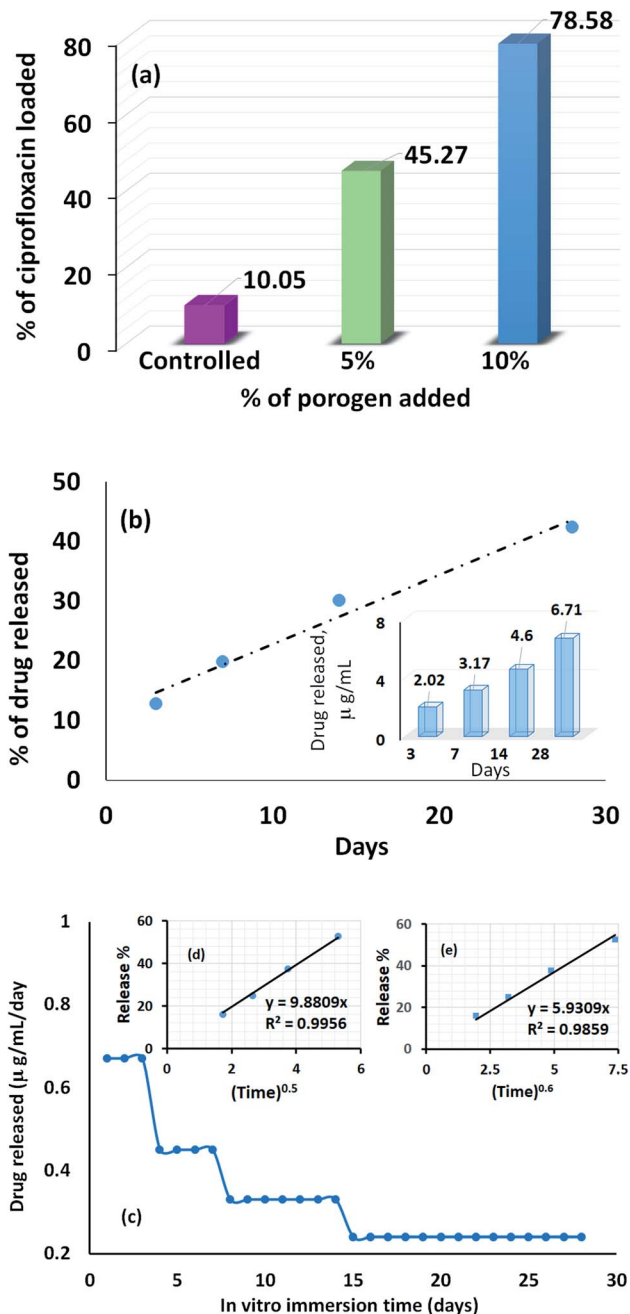 (a)
% of ciprofloxacin loaded
80
60
40
20
0
10.05
45.27
78.58
Controlled 5% 10%
% of porogen added
(b)
% of drug released
50
40
30
20
10
0
0 10 20 30
Days
Drug released,
μ g/mL
8
4
0
2.02
3.17
4.6
6.71
3 7 14 28
Days
(c)
Drug released (μ g/mL/day
1
0.8
0.6
0.4
0.2
0 5 10 15 20 25 30
In vitro immersion time (days)
(d)
Release %
60
40
20
0
y = 9.8809x
R² = 0.9956
0 2 4 6
(Time)0.5
(e)
Release %
60
40
20
0
y = 5.9309x
R² = 0.9859
0 2.5 5 7.5
(Time)0.6